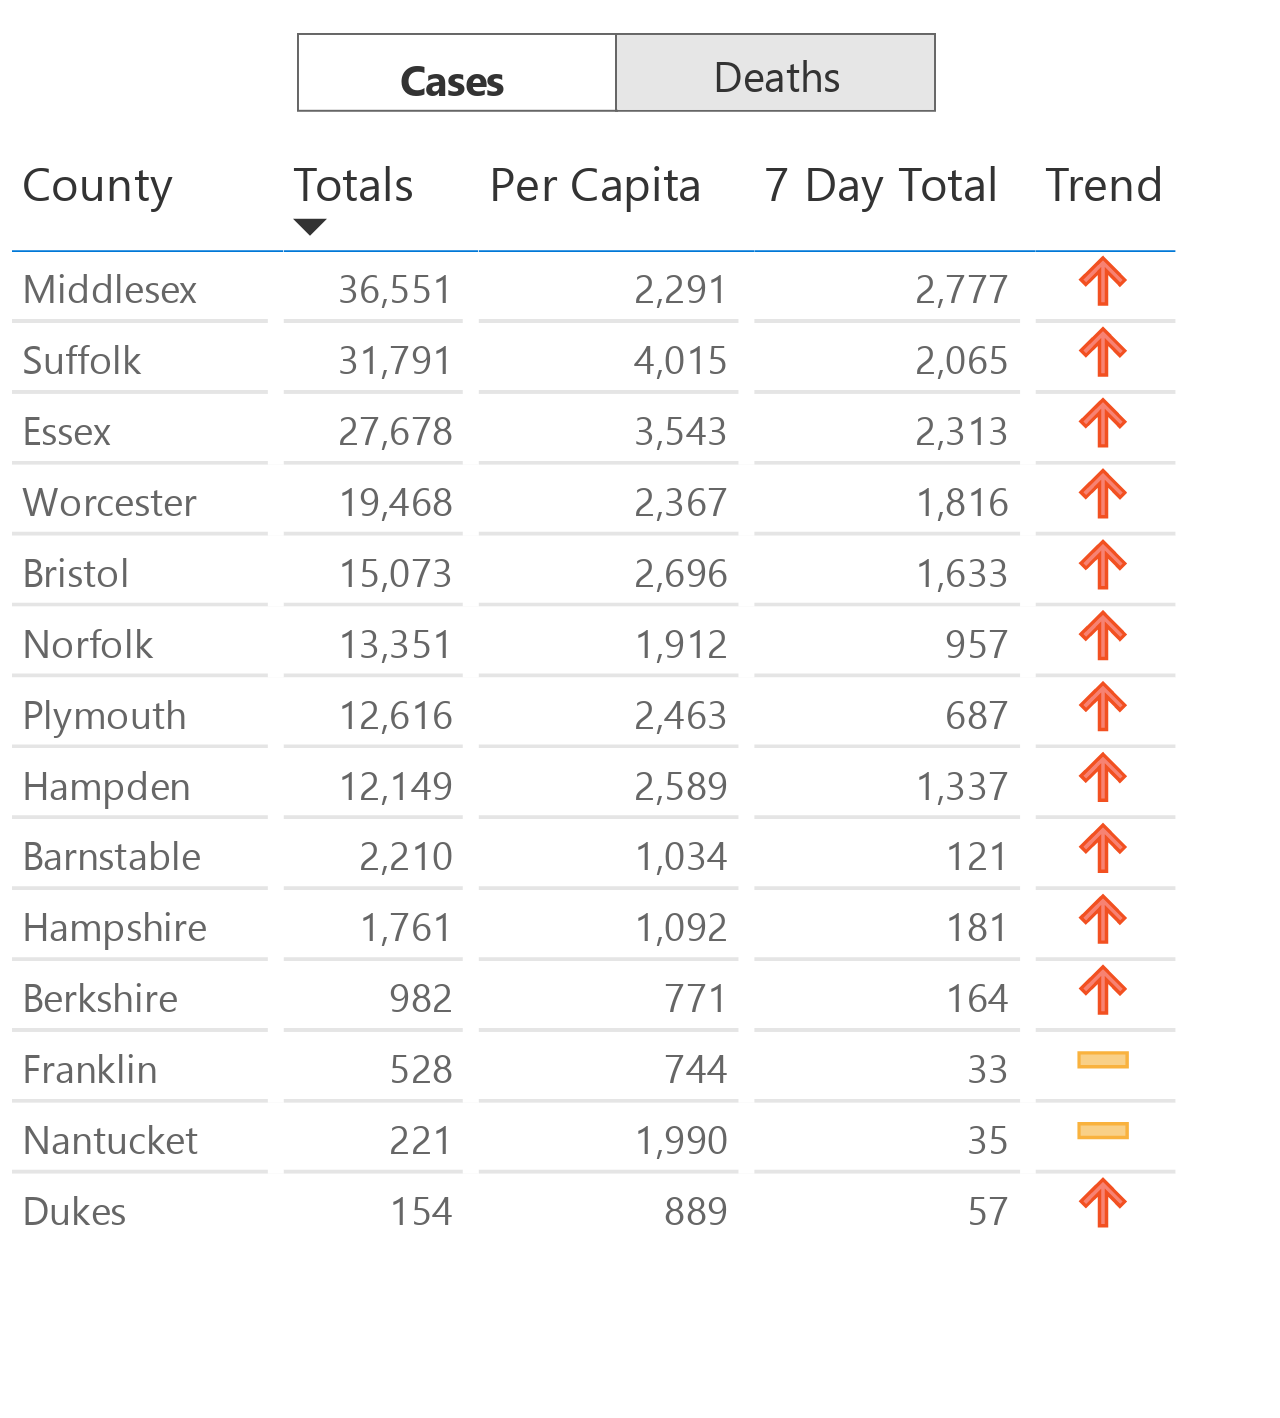 Cases Deaths
County Totals Per Capita 7 Day Total Trend
Middlesex 36,551 2,291 2,777
Suffolk 31,791 4,015 2,065
Essex 27,678 3,543 2,313
Worcester 19,468 2,367 1,816
Bristol 15,073 2,696 1,633
Norfolk 13,351 1,912 957
Plymouth 12,616 2,463 687
Hampden 12,149 2,589 1,337
Barnstable 2,210 1,034 121
Hampshire 1,761 1,092 181
Berkshire 982 771 164
Franklin 528 744 33
Nantucket 221 1,990 35
Dukes 154 889 57